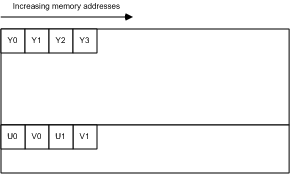 Increasing memory addresses
Y0 Y1 Y2 Y3
U0 V0 U1 V1